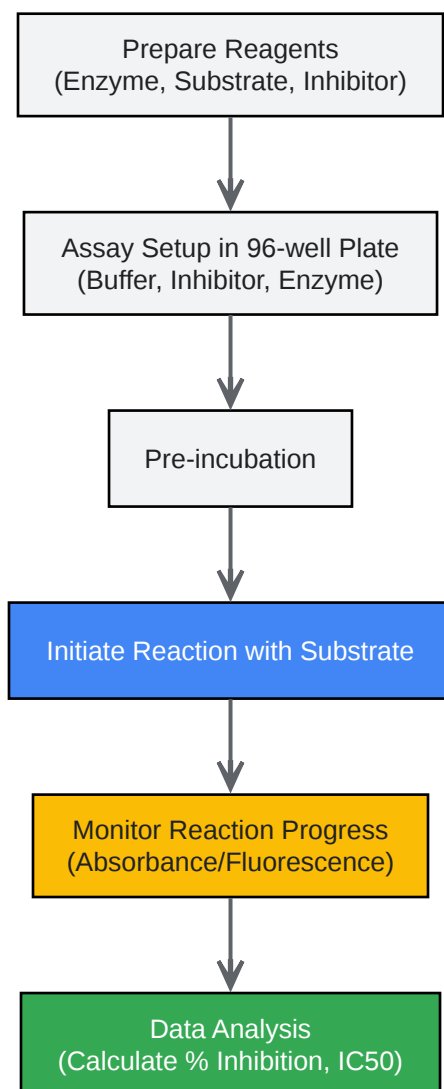 Prepare Reagents
(Enzyme, Substrate, Inhibitor)
Assay Setup in 96-well Plate
(Buffer, Inhibitor, Enzyme)
Pre-incubation
Initiate Reaction with Substrate
Monitor Reaction Progress
(Absorbance/Fluorescence)
Data Analysis
(Calculate % Inhibition, IC50)